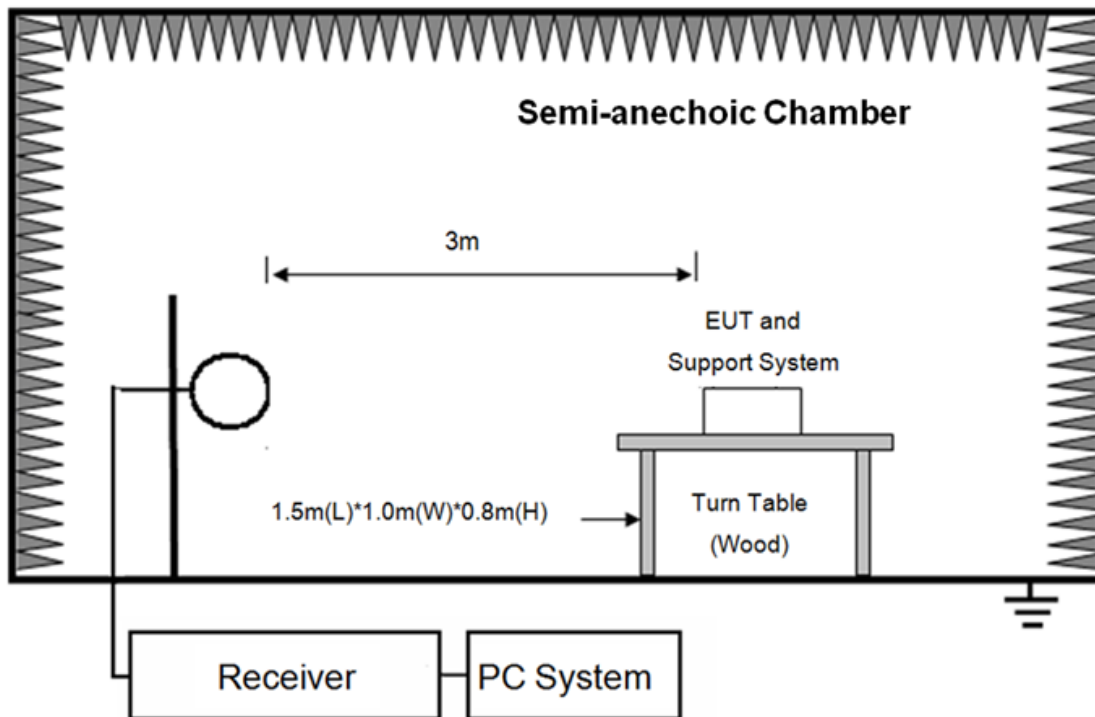 Semi-anechoic Chamber
3m
EUT and
Support System
1.5m(L)*1.0m(W)*0.8m(H)
Turn Table
(Wood)
Receiver
PC System